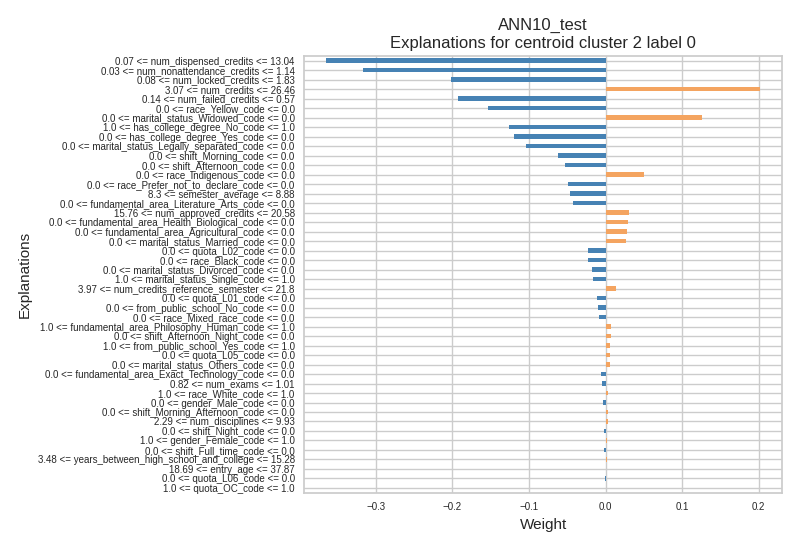 ANN10_test
Explanations for centroid cluster 2 label 0
0.07 <= num_dispensed_credits <= 13.04
0.03 <= num_nonattendance_credits <= 1.14
0.08 <= num_locked_credits <= 1.83
3.07 <= num_credits <= 26.46
0.14 <= num_failed_credits <= 0.57
0.0 <= race_Yellow_code <= 0.0
0.0 <= marital_status_Widowed_code <= 0.0
1.0 <= has_college_degree_No_code <= 1.0
0.0 <= has_college_degree_Yes_code <= 0.0
0.0 <= marital_status_Legally_separated_code <= 0.0
0.0 <= shift_Morning_code <= 0.0
0.0 <= shift_Afternoon_code <= 0.0
0.0 <= race_Indigenous_code <= 0.0
0.0 <= race_Prefer_not_to_declare_code <= 0.0
8.3 <= semester_average <= 8.88
0.0 <= fundamental_area_Literature_Arts_code <= 0.0
15.76 <= num_approved_credits <= 20.58
0.0 <= fundamental_area_Health_Biological_code <= 0.0
0.0 <= fundamental_area_Agricultural_code <= 0.0
0.0 <= marital_status_Married_code <= 0.0
0.0 <= quota_L02_code <= 0.0
0.0 <= race_Black_code <= 0.0
0.0 <= marital_status_Divorced_code <= 0.0
1.0 <= marital_status_Single_code <= 1.0
3.97 <= num_credits_reference_semester <= 21.8
0.0 <= quota_L01_code <= 0.0
0.0 <= from_public_school_No_code <= 0.0
0.0 <= race_Mixed_race_code <= 0.0
1.0 <= fundamental_area_Philosophy_Human_code <= 1.0
0.0 <= shift_Afternoon_Night_code <= 0.0
1.0 <= from_public_school_Yes_code <= 1.0
0.0 <= quota_L05_code <= 0.0
0.0 <= marital_status_Others_code <= 0.0
0.0 <= fundamental_area_Exact_Technology_code <= 0.0
0.82 <= num_exams <= 1.01
1.0 <= race_White_code <= 1.0
0.0 <= gender_Male_code <= 0.0
0.0 <= shift_Morning_Afternoon_code <= 0.0
2.29 <= num_disciplines <= 9.93
0.0 <= shift_Night_code <= 0.0
1.0 <= gender_Female_code <= 1.0
0.0 <= shift_Full_time_code <= 0.0
3.48 <= years_between_high_school_and_college <= 15.28
18.69 <= entry_age <= 37.87
0.0 <= quota_L06_code <= 0.0
1.0 <= quota_OC_code <= 1.0
Explanations
−0.3 −0.2 −0.1 0.0 0.1 0.2
Weight